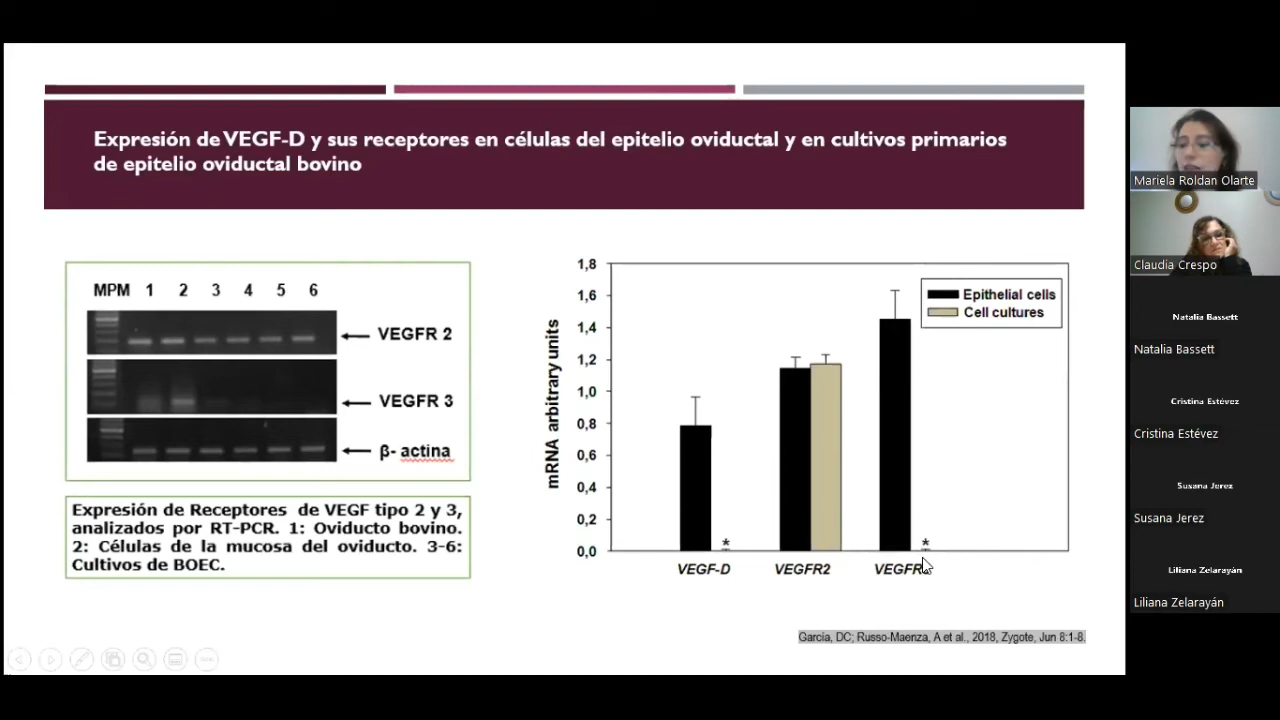 Expresión de VEGF-D y sus receptores en células del epitelio oviductal y en cultivos primarios
de epitelio oviductal bovino
MPM 1 2 3 4 5 6
VEGFR 2
VEGFR 3
β- actina
Expresión de Receptores de VEGF tipo 2 y 3,
analizados por RT-PCR. 1: Oviducto bovino.
2: Células de la mucosa del oviducto. 3-6:
Cultivos de BOEC.
mRNA arbitrary units
1,8
1,6
1,4
1,2
1,0
0,8
0,6
0,4
0,2
0,0
Epithelial cells
Cell cultures
*
*
VEGF-D
VEGFR2
VEGFR
Garcia, DC; Russo-Maenza, A et al., 2018, Zygote, Jun 8:1-8.
Mariela Roldan Olarte
Claudia Crespo
Natalia Bassett
Natalia Bassett
Cristina Estévez
Cristina Estévez
Susana Jerez
Susana Jerez
Liliana Zelarayán
Liliana Zelarayán